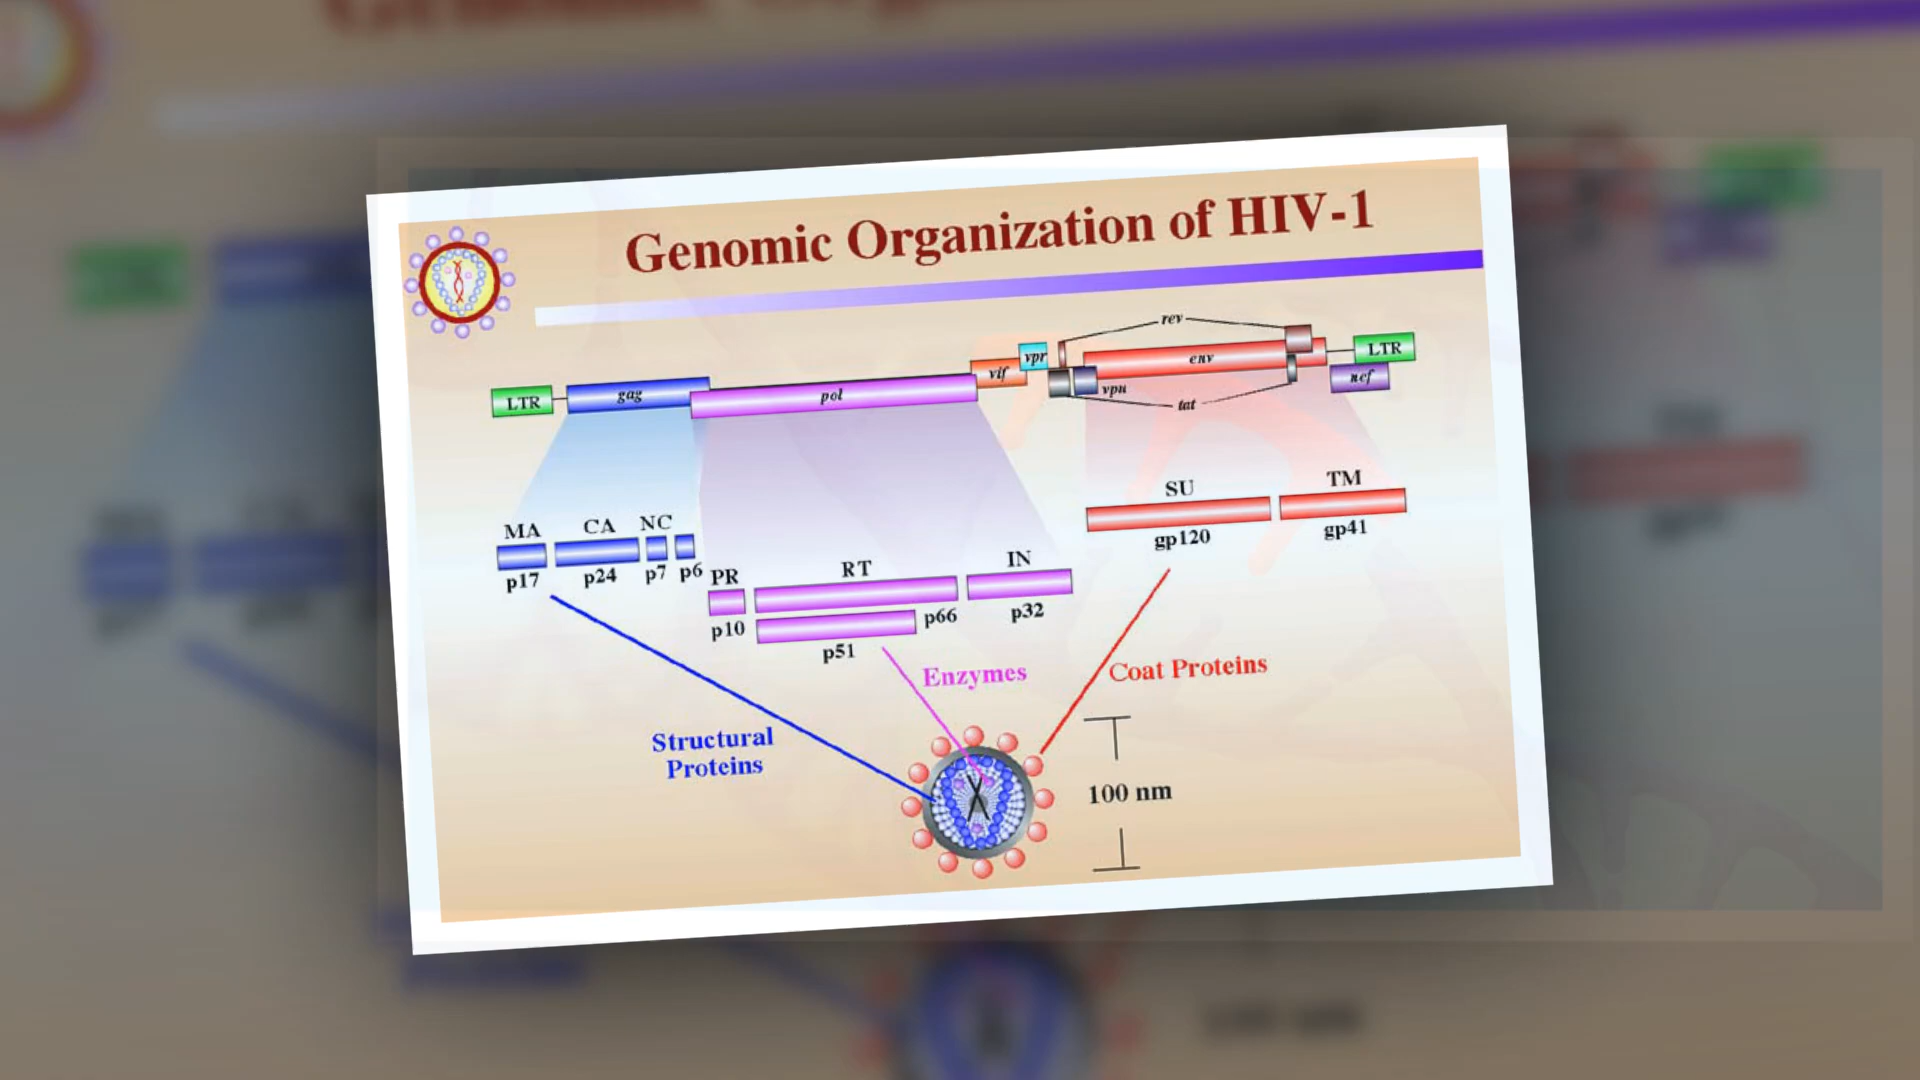 Genomic Organization of HIV-1
rev
LTR
gag
pol
vif
vpr
vpu
env
tat
LTR
nef
MA
CA
NC
p17
p24
p7
p6
PR
RT
IN
p10
p51
p66
p32
SU
TM
gp120
gp41
Enzymes
Coat Proteins
Structural
Proteins
100 nm